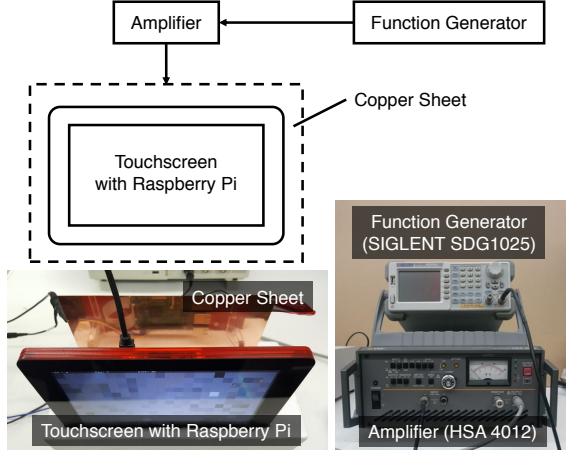 Amplifier
Function Generator
Copper Sheet
Touchscreen
with Raspberry Pi
Function Generator
(SIGLENT SDG1025)
Copper Sheet
Touchscreen with Raspberry Pi
Amplifier (HSA 4012)